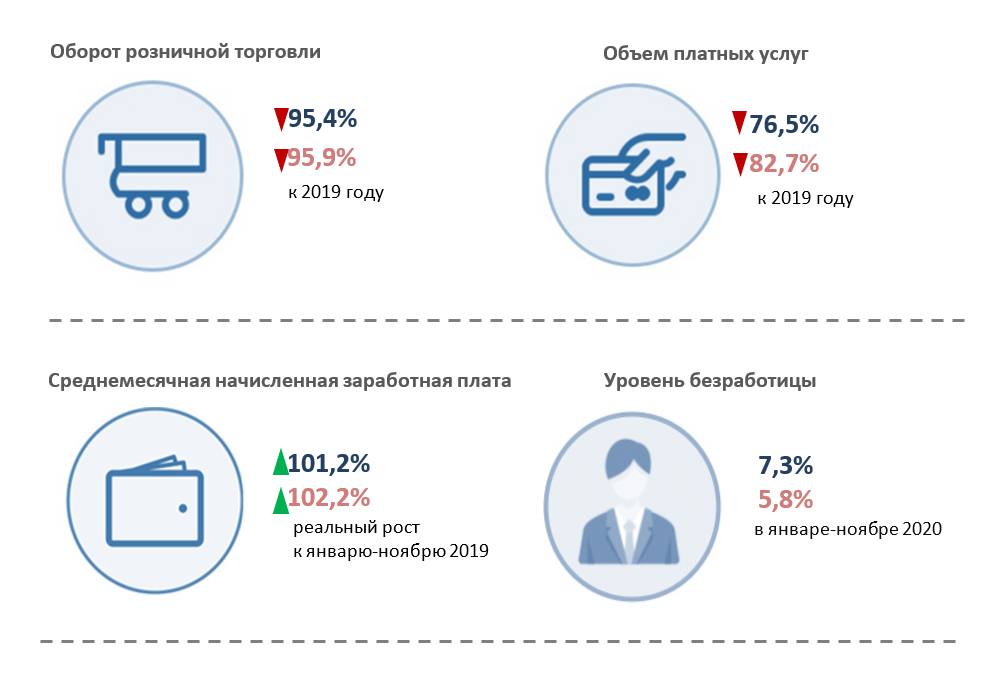 Оборот розничной торговли
95,4%
95,9%
к 2019 году
Объем платных услуг
76,5%
82,7%
к 2019 году
Среднемесячная начисленная заработная плата
101,2%
102,2%
реальный рост
к январю-ноябрю 2019
Уровень безработицы
7,3%
5,8%
в январе-ноябре 2020